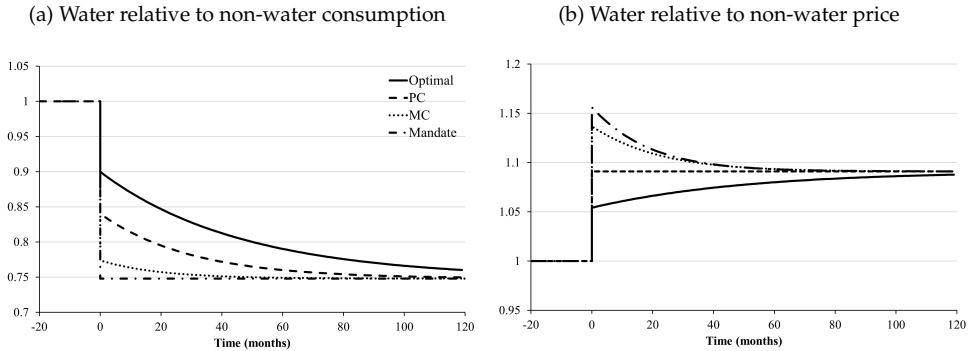 (a) Water relative to non-water consumption
1.05
1
0.95
0.9
0.85
0.8
0.75
0.7
-20 0 20 40 60 80 100 120
Time (months)
Optimal
PC
MC
Mandate
(b) Water relative to non-water price
1.2
1.15
1.1
1.05
1
0.95
-20 0 20 40 60 80 100 120
Time (months)